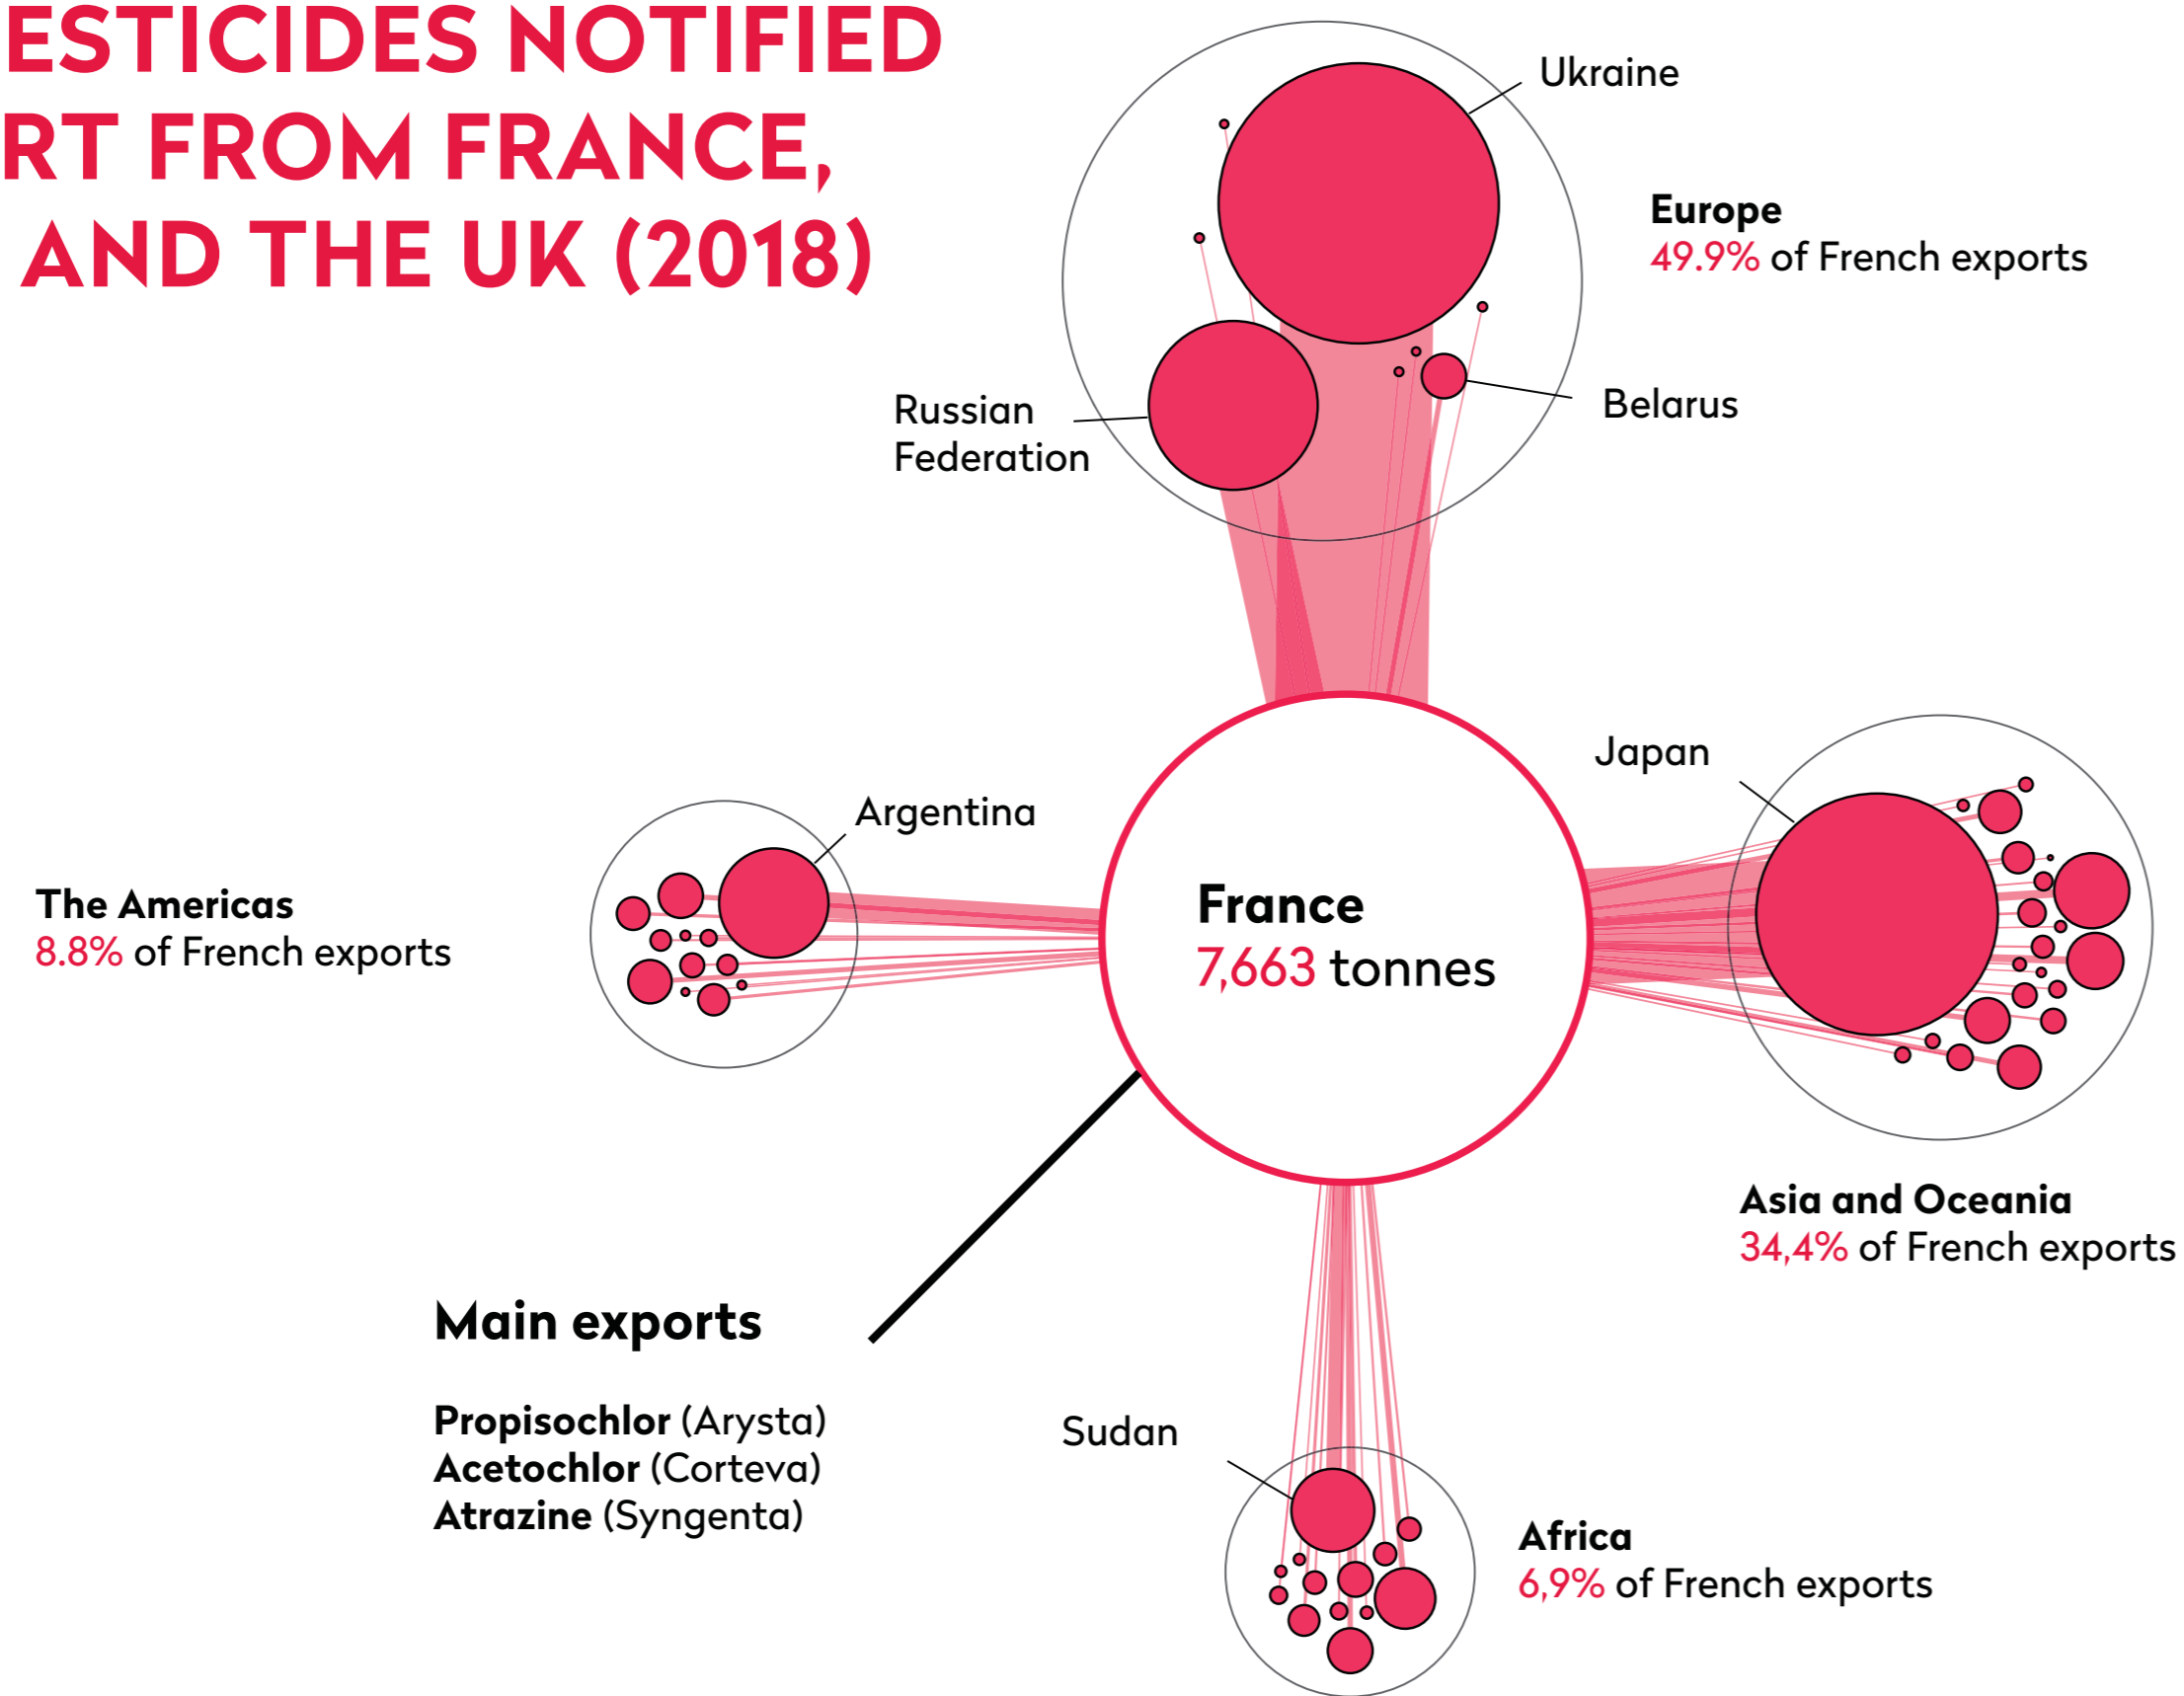 ESTICIDES NOTIFIED
RT FROM FRANCE,
AND THE UK (2018)
Ukraine
Europe
49.9% of French exports
Russian
Federation
Belarus
Japan
Argentina
The Americas
8.8% of French exports
France
7,663 tonnes
Asia and Oceania
34,4% of French exports
Main exports
Propisochlor (Arysta)
Acetochlor (Corteva)
Atrazine (Syngenta)
Sudan
Africa
6,9% of French exports